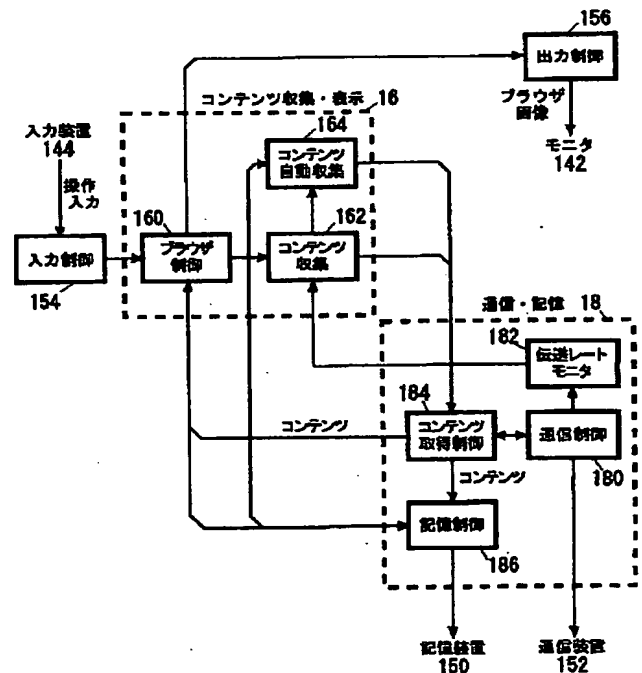 156
出力制御
ブラウザ
画像
モニタ
142
コンテンツ収集・表示
16
入力装置
144
操作
入力
164
コンテンツ
自動収集
160
162
ブラウザ
制御
コンテンツ
収集
入力制御
154
通信・記憶
18
182
伝送レート
モニタ
184
コンテンツ
コンテンツ
取得制御
通信制御
180
コンテンツ
記憶制御
186
記憶装置
150
通信装置
152